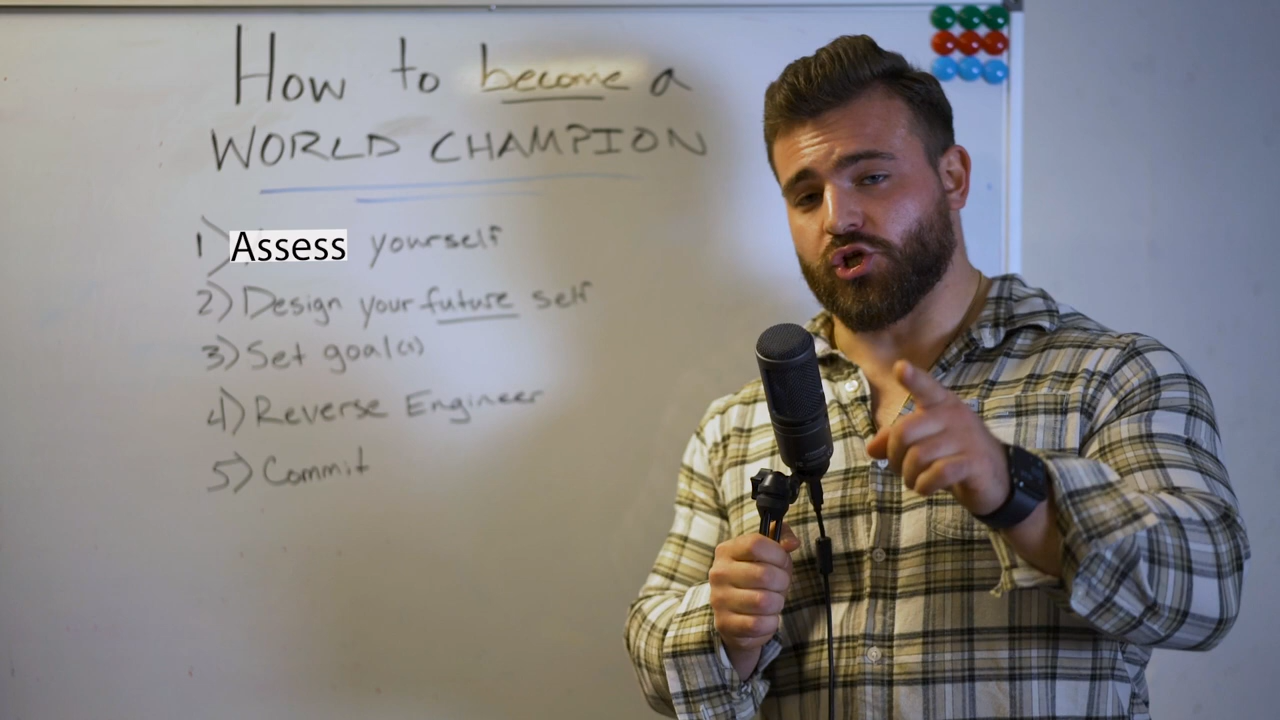 How to become a
WORLD CHAMPION
1) Assess yourself
2) Design your future self
3) Set goal(s)
4) Reverse Engineer
5) Commit